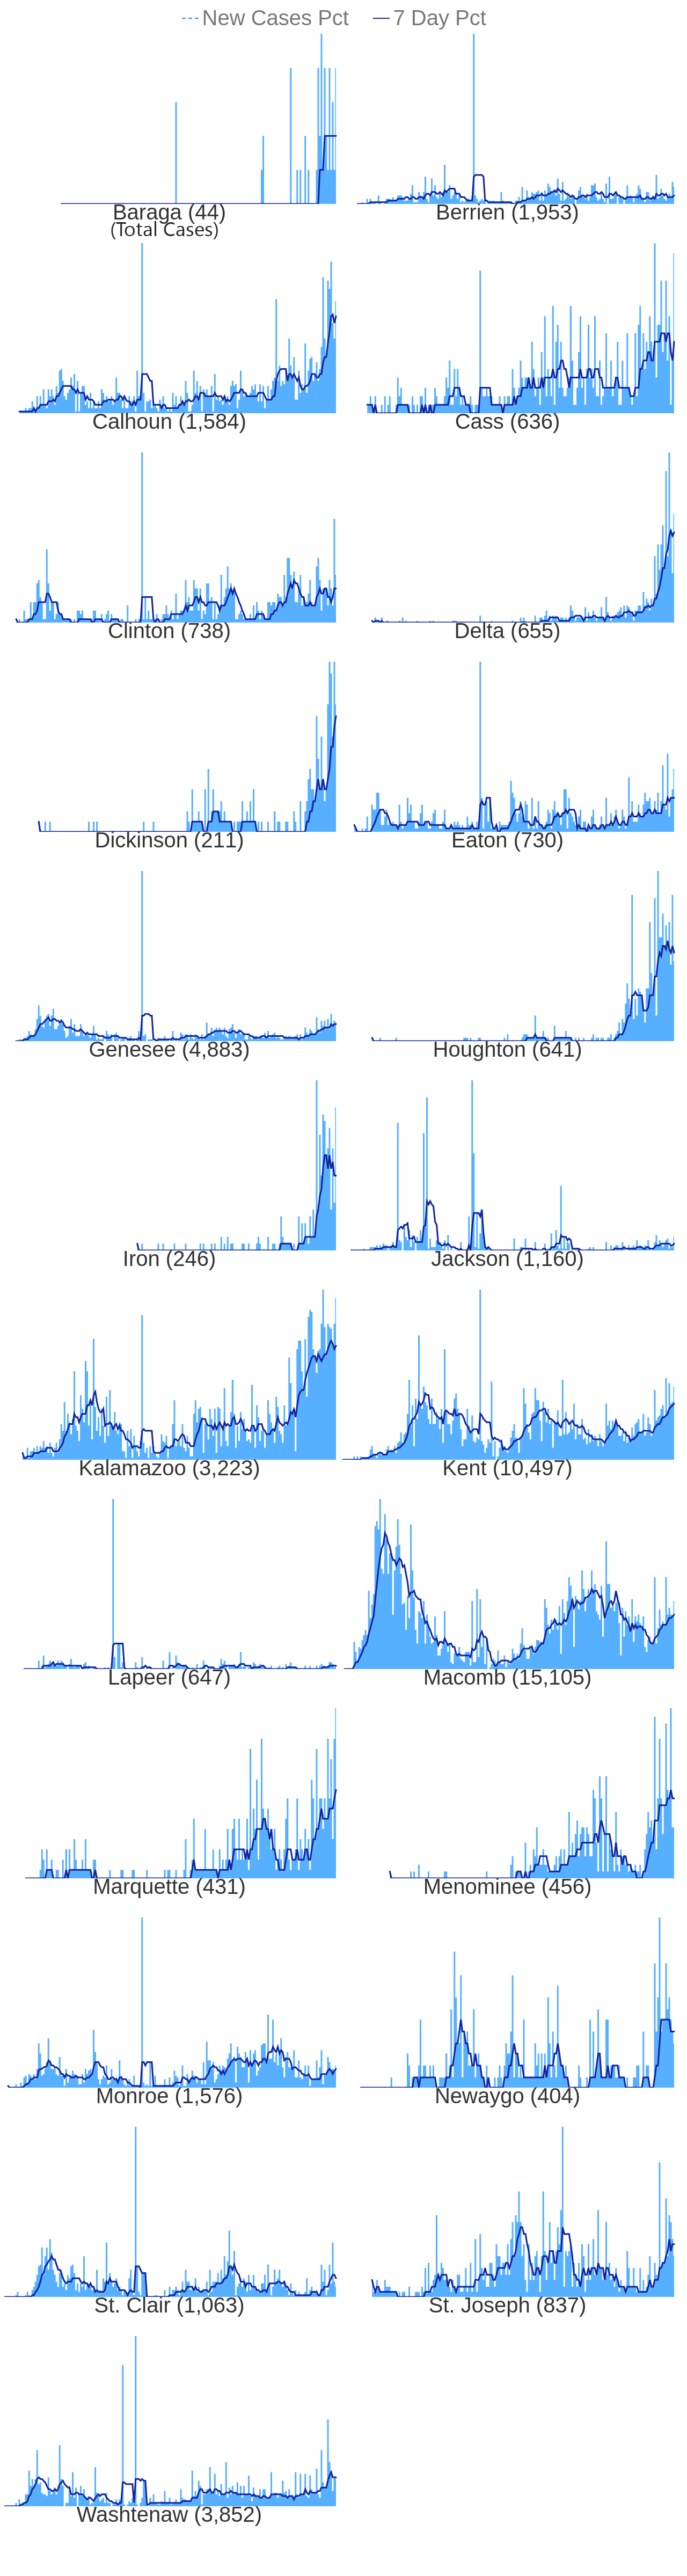 New Cases Pct 7 Day Pct
Baraga (44) Berrien (1,953)
(Total Cases)
Calhoun (1,584) Cass (636)
Clinton (738) Delta (655)
Dickinson (211) Eaton (730)
Genesee (4,883) Houghton (641)
Iron (246) Jackson (1,160)
Kalamazoo (3,223) Kent (10,497)
Lapeer (647) Macomb (15,105)
Marquette (431) Menominee (456)
Monroe (1,576) Newaygo (404)
St. Clair (1,063) St. Joseph (837)
Washtenaw (3,852)